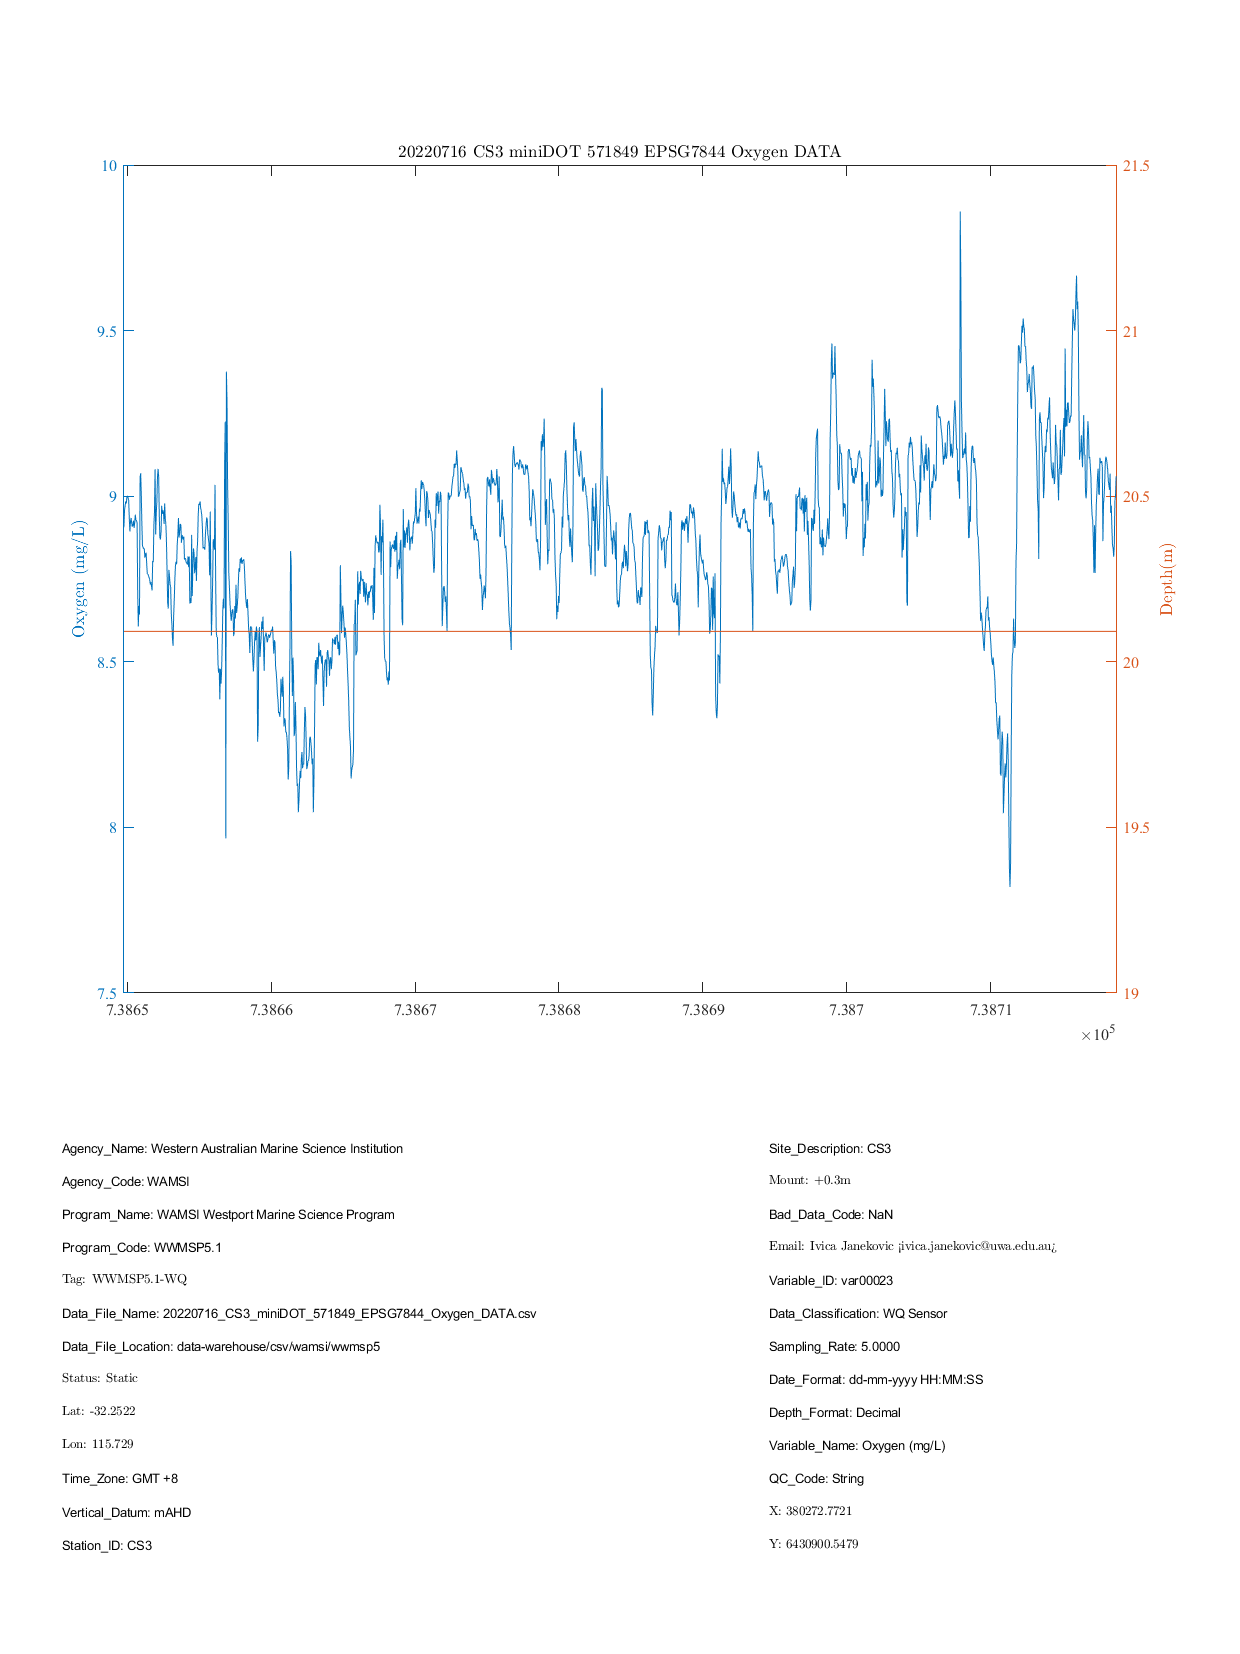 20220716 CS3 miniDOT 571849 EPSG7844 Oxygen DATA
10
9.5
9
8.5
8
7.5
Oxygen (mg/L)
21.5
21
20.5
20
19.5
19
Depth(m)
7.3865 7.3866 7.3867 7.3868 7.3869 7.387 7.3871
×10^5
Agency_Name: Western Australian Marine Science Institution
Agency_Code: WAMSI
Program_Name: WAMSI Westport Marine Science Program
Program_Code: WWMSP5.1
Tag: WWMSP5.1-WQ
Data_File_Name: 20220716_CS3_miniDOT_571849_EPSG7844_Oxygen_DATA.csv
Data_File_Location: data-warehouse/csv/wamsi/wwmsp5
Status: Static
Lat: -32.2522
Lon: 115.729
Time_Zone: GMT +8
Vertical_Datum: mAHD
Station_ID: CS3
Site_Description: CS3
Mount: +0.3m
Bad_Data_Code: NaN
Email: Ivica Janekovic ¡ivica.janekovic@uwa.edu.au¿
Variable_ID: var00023
Data_Classification: WQ Sensor
Sampling_Rate: 5.0000
Date_Format: dd-mm-yyyy HH:MM:SS
Depth_Format: Decimal
Variable_Name: Oxygen (mg/L)
QC_Code: String
X: 380272.7721
Y: 6430900.5479